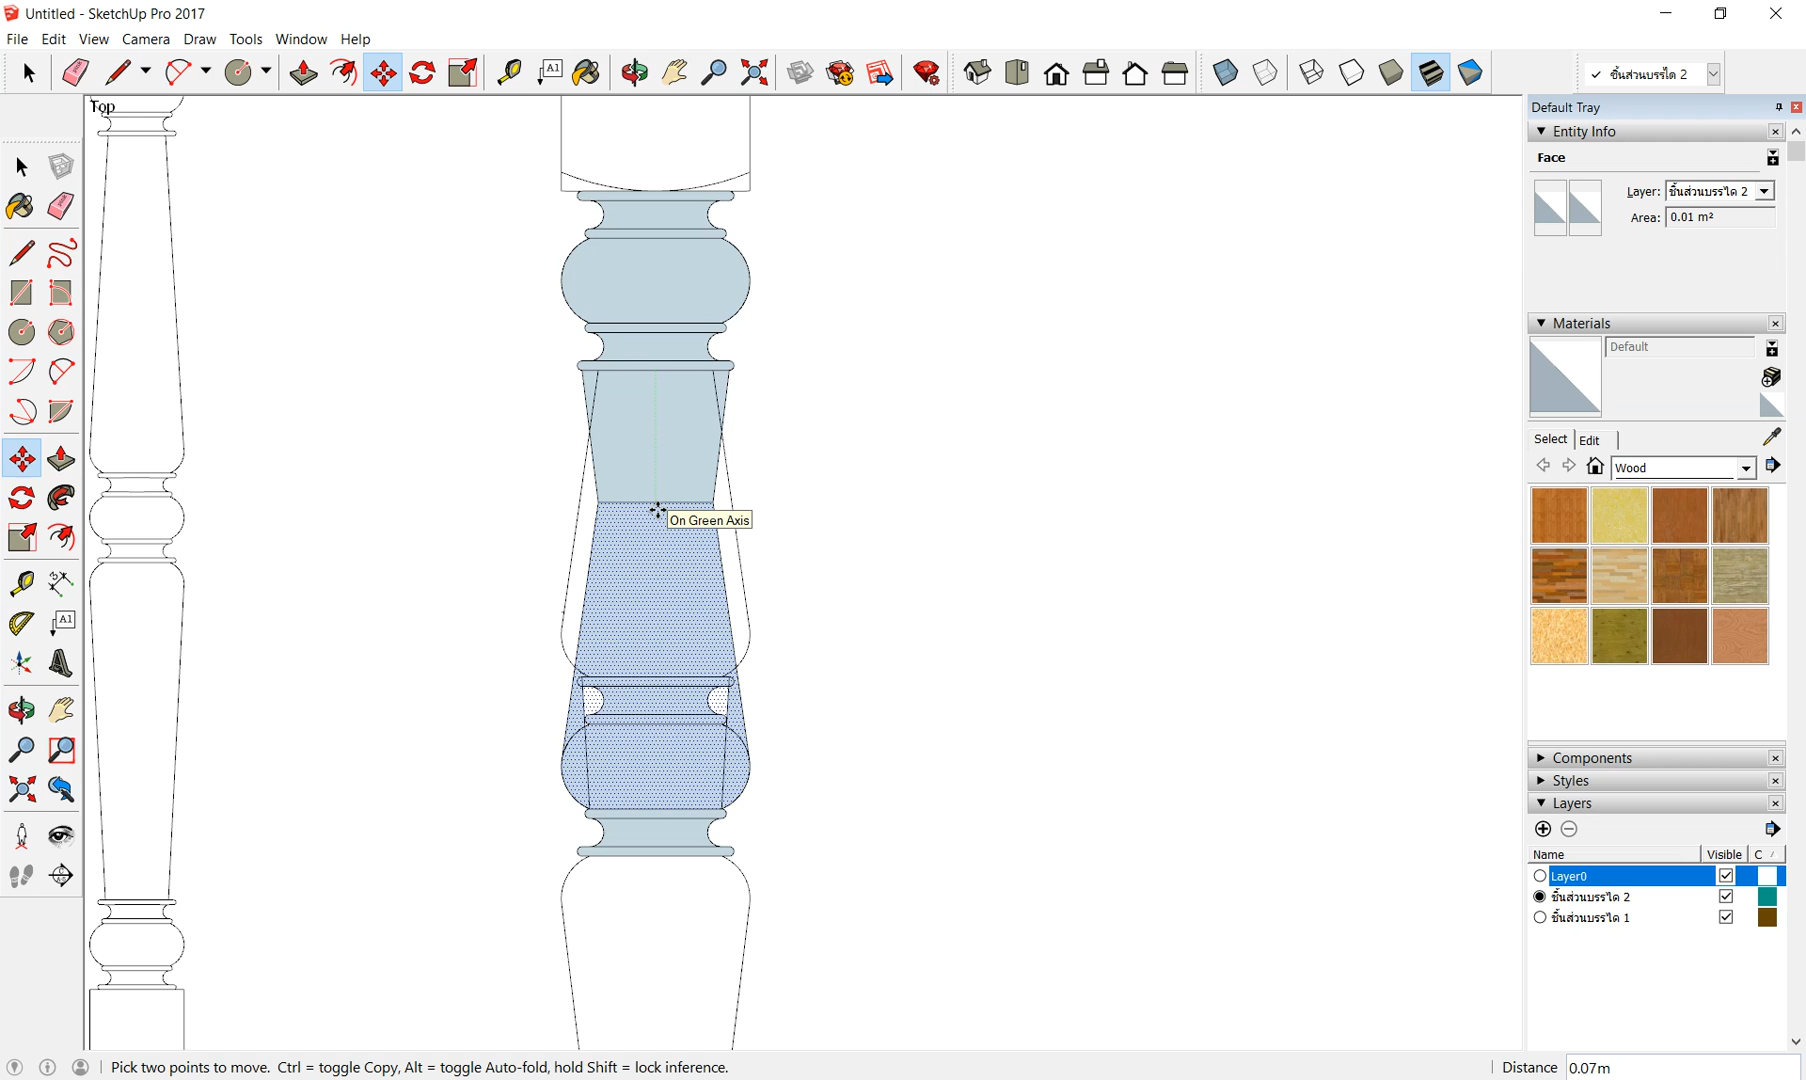 Untitled - SketchUp Pro 2017
File Edit View Camera Draw Tools Window Help
A1
ชิ้นส่วนบรรได 2
Top
Default Tray
Entity Info
Face
Layer: ชิ้นส่วนบรรได 2
Area: 0.01 m²
Materials
Default
Select Edit
Wood
On Green Axis
A1
Components
Styles
Layers
Name Visible C
Layer0
ชิ้นส่วนบรรได 2
ชิ้นส่วนบรรได 1
Pick two points to move. Ctrl = toggle Copy, Alt = toggle Auto-fold, hold Shift = lock inference.
Distance 0.07m